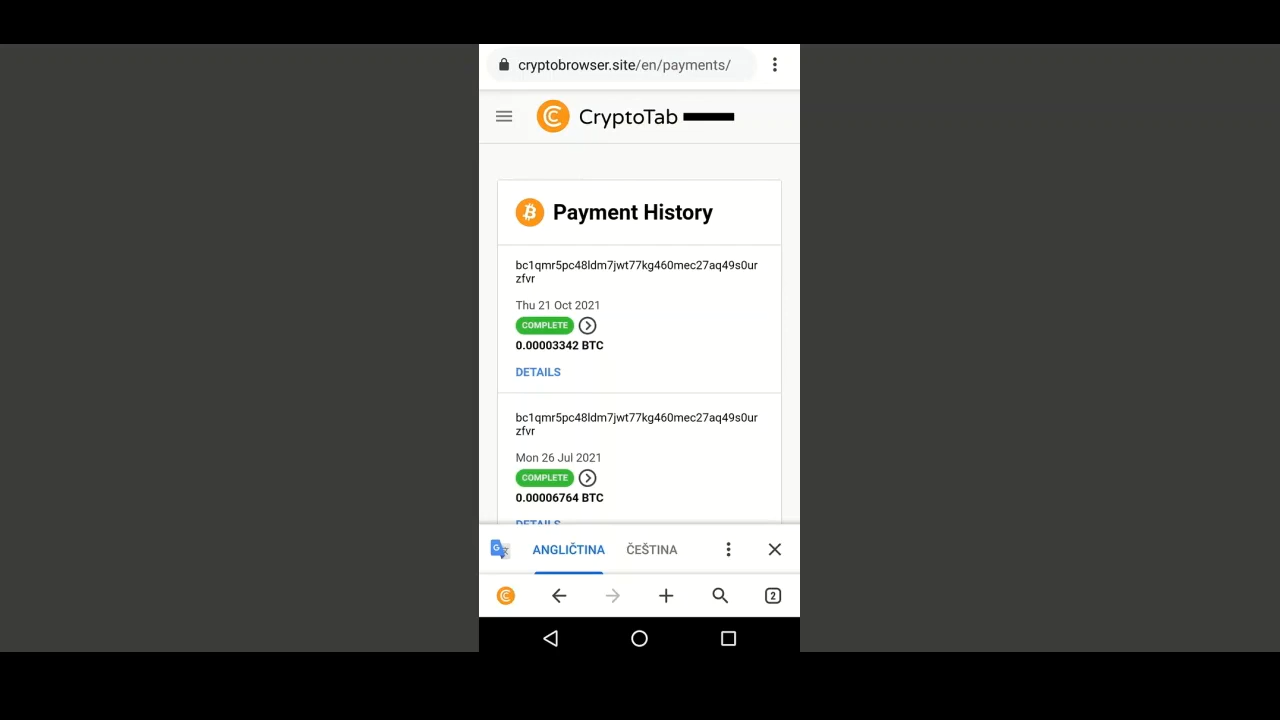 cryptobrowser.site/en/payments/
CryptoTab
Payment History
bc1qmr5pc48ldm7jwt77kg460mec27aq49s0ur
zfvr
Thu 21 Oct 2021
COMPLETE
0.00003342 BTC
DETAILS
bc1qmr5pc48ldm7jwt77kg460mec27aq49s0ur
zfvr
Mon 26 Jul 2021
COMPLETE
0.00006764 BTC
DETAILS
ANGLIČTINA ČEŠTINA
2